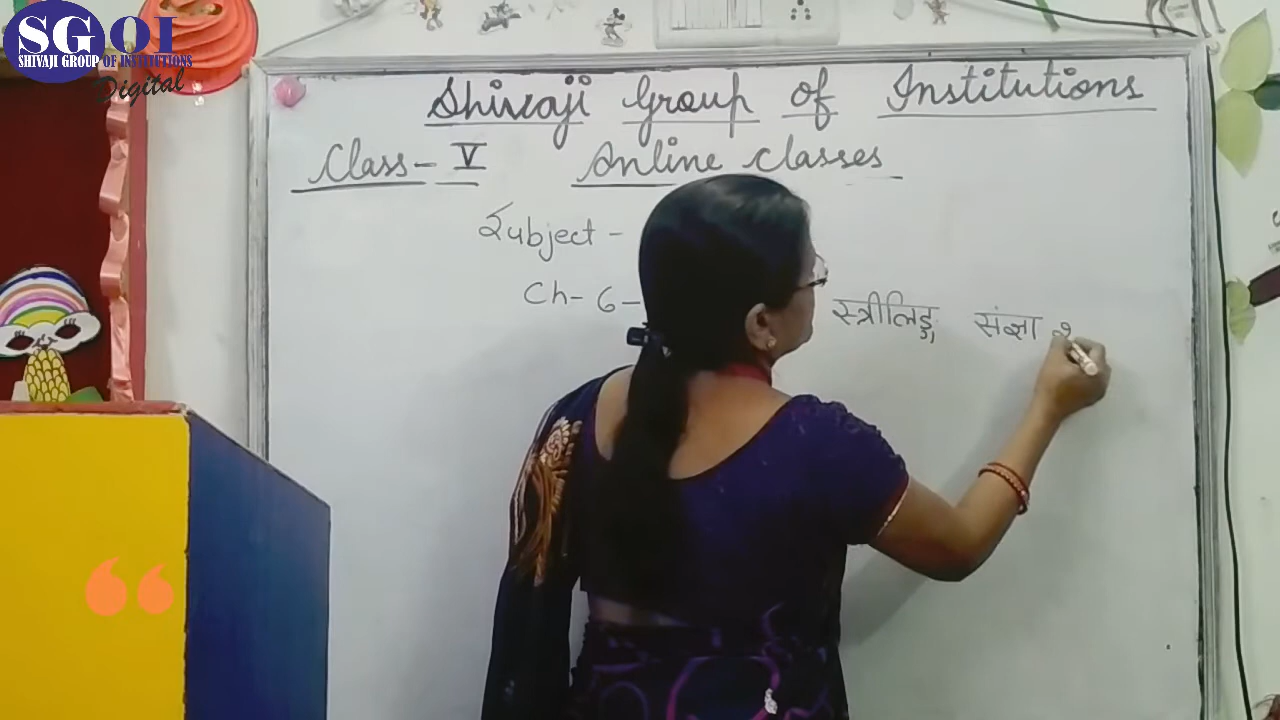 SGOI
SHIVAJI GROUP OF INSTITUTIONS
Digital
Shivaji Group of Institutions
Class- V Online Classes
Subject -
Ch- 6- स्त्रीलिङ्ग, संज्ञा